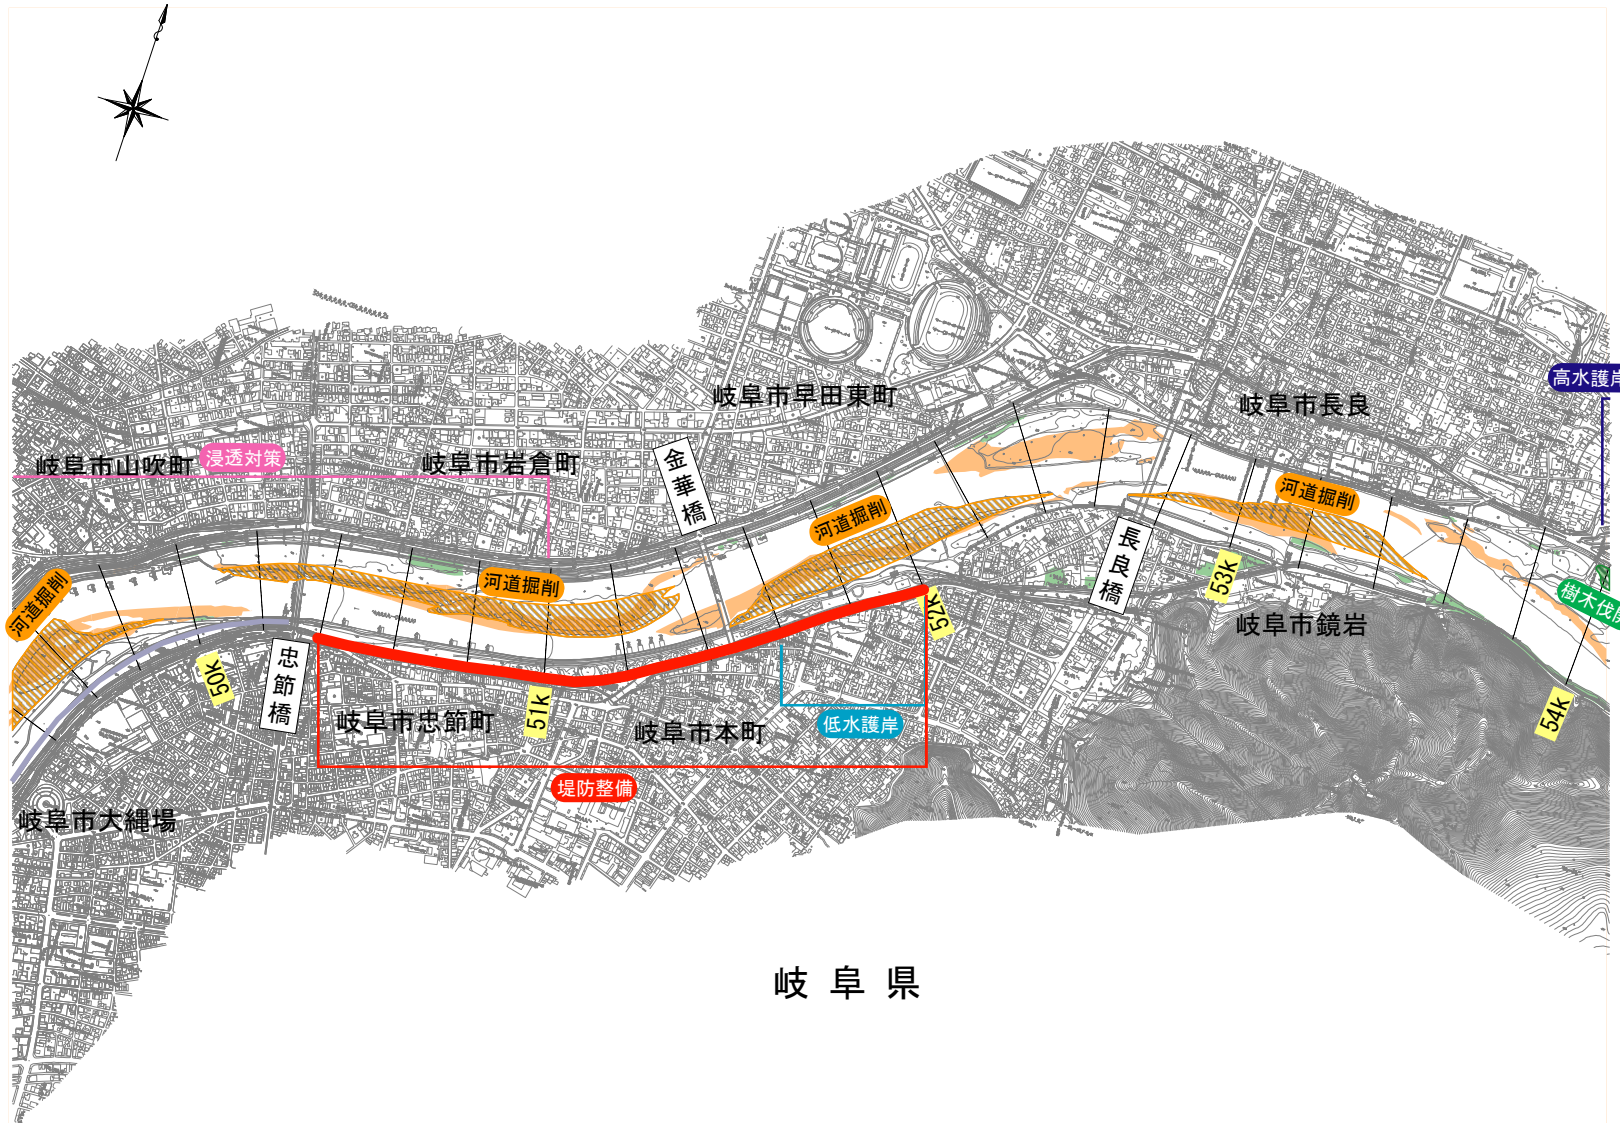 高水護岸
岐阜市早田東町
岐阜市長良
岐阜市山吹町
浸透対策
岐阜市岩倉町
金華橋
河道掘削
河道掘削
河道掘削
河道掘削
長良橋
53k
樹木伐開
52k
岐阜市鏡岩
忠節橋
50k
51k
54k
岐阜市忠節町
岐阜市本町
低水護岸
堤防整備
岐阜市大縄場
岐阜県